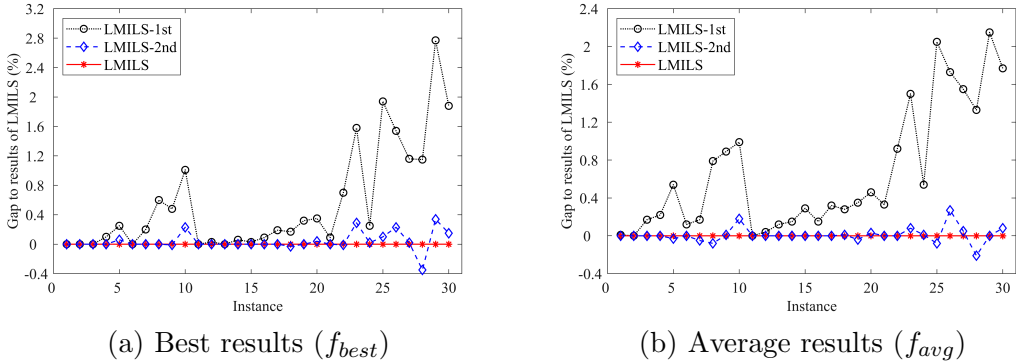 3.2
2.8
2.4
2
1.6
1.2
0.8
0.4
0
-0.4
Gap to results of LMILS (%)
LMILS-1st
LMILS-2nd
LMILS
0 5 10 15 20 25 30
Instance
(a) Best results (f_best)
2.4
2
1.6
1.2
0.8
0.4
0
-0.4
Gap to results of LMILS (%)
LMILS-1st
LMILS-2nd
LMILS
0 5 10 15 20 25 30
Instance
(b) Average results (f_avg)